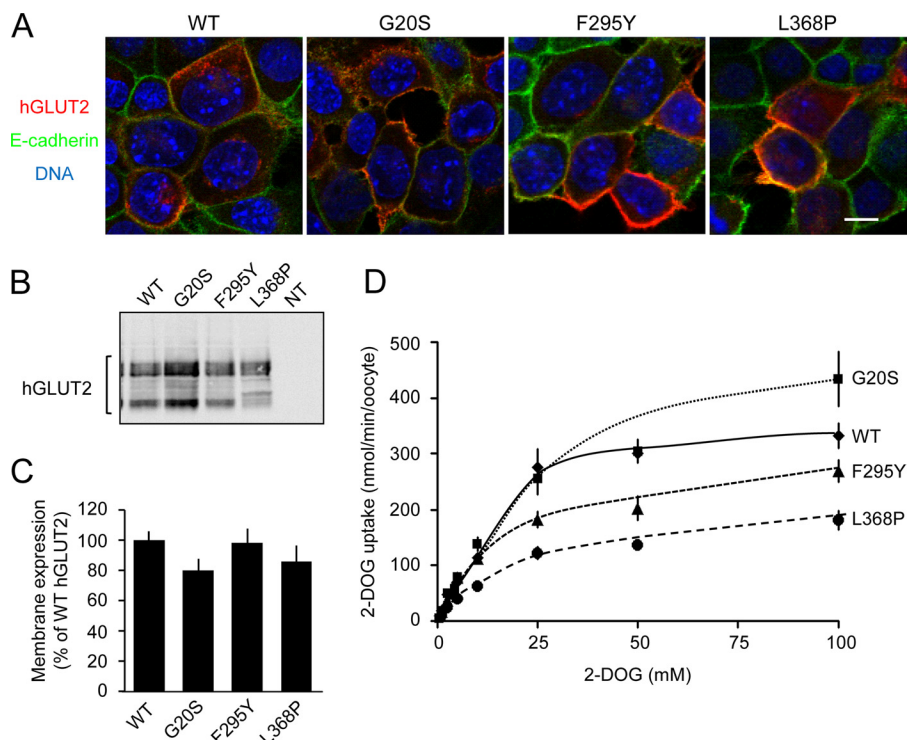 A
WT
G20S
F295Y
L368P
hGLUT2
E-cadherin
DNA
B
WT
G20S
F295Y
L368P
NT
hGLUT2
C
Membrane expression
(% of WT hGLUT2)
120
100
80
60
40
20
0
WT
G20S
F295Y
L368P
D
2-DOG uptake (nmol/min/oocyte)
500
400
300
200
100
0
G20S
WT
F295Y
L368P
0
25
50
75
100
2-DOG (mM)